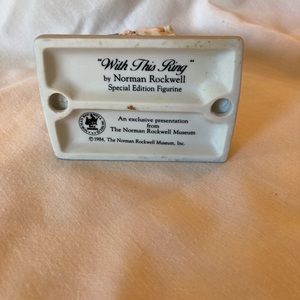 "With This Ring"
by Norman Rockwell
Special Edition Figurine
An exclusive presentation
from
The Norman Rockwell Museum
©1984, The Norman Rockwell Museum, Inc.